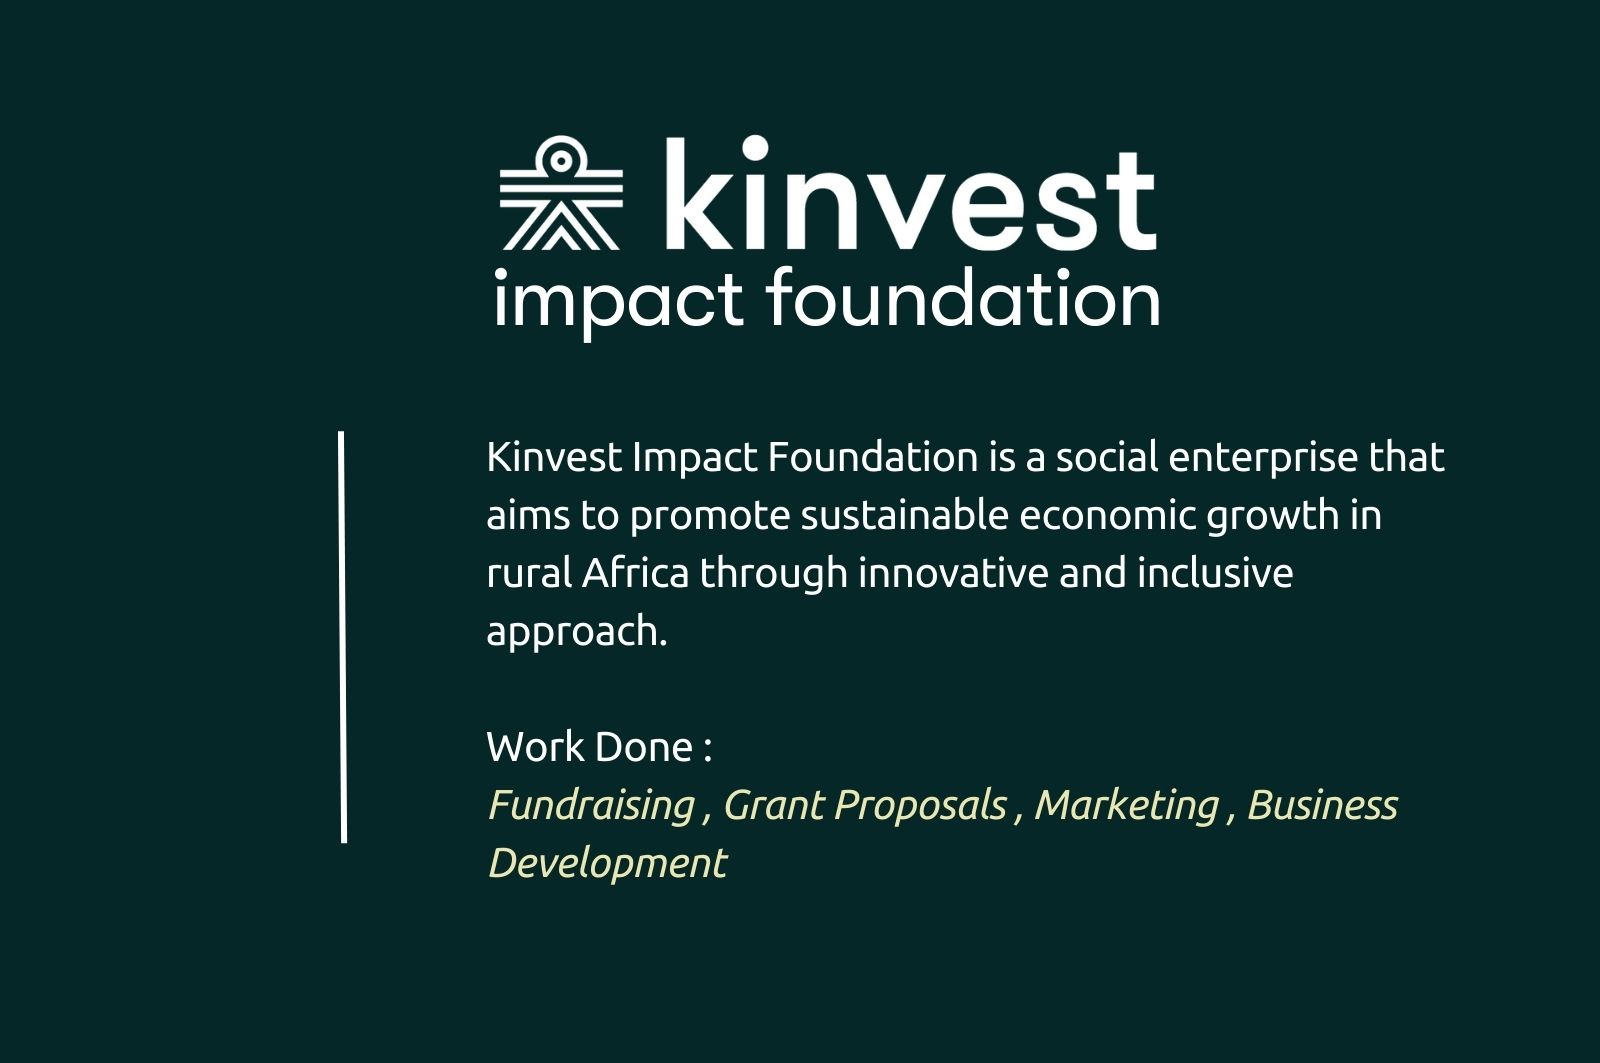 kinvest
impact foundation
Kinvest Impact Foundation is a social enterprise that
aims to promote sustainable economic growth in
rural Africa through innovative and inclusive
approach.
Work Done :
Fundraising , Grant Proposals , Marketing , Business
Development